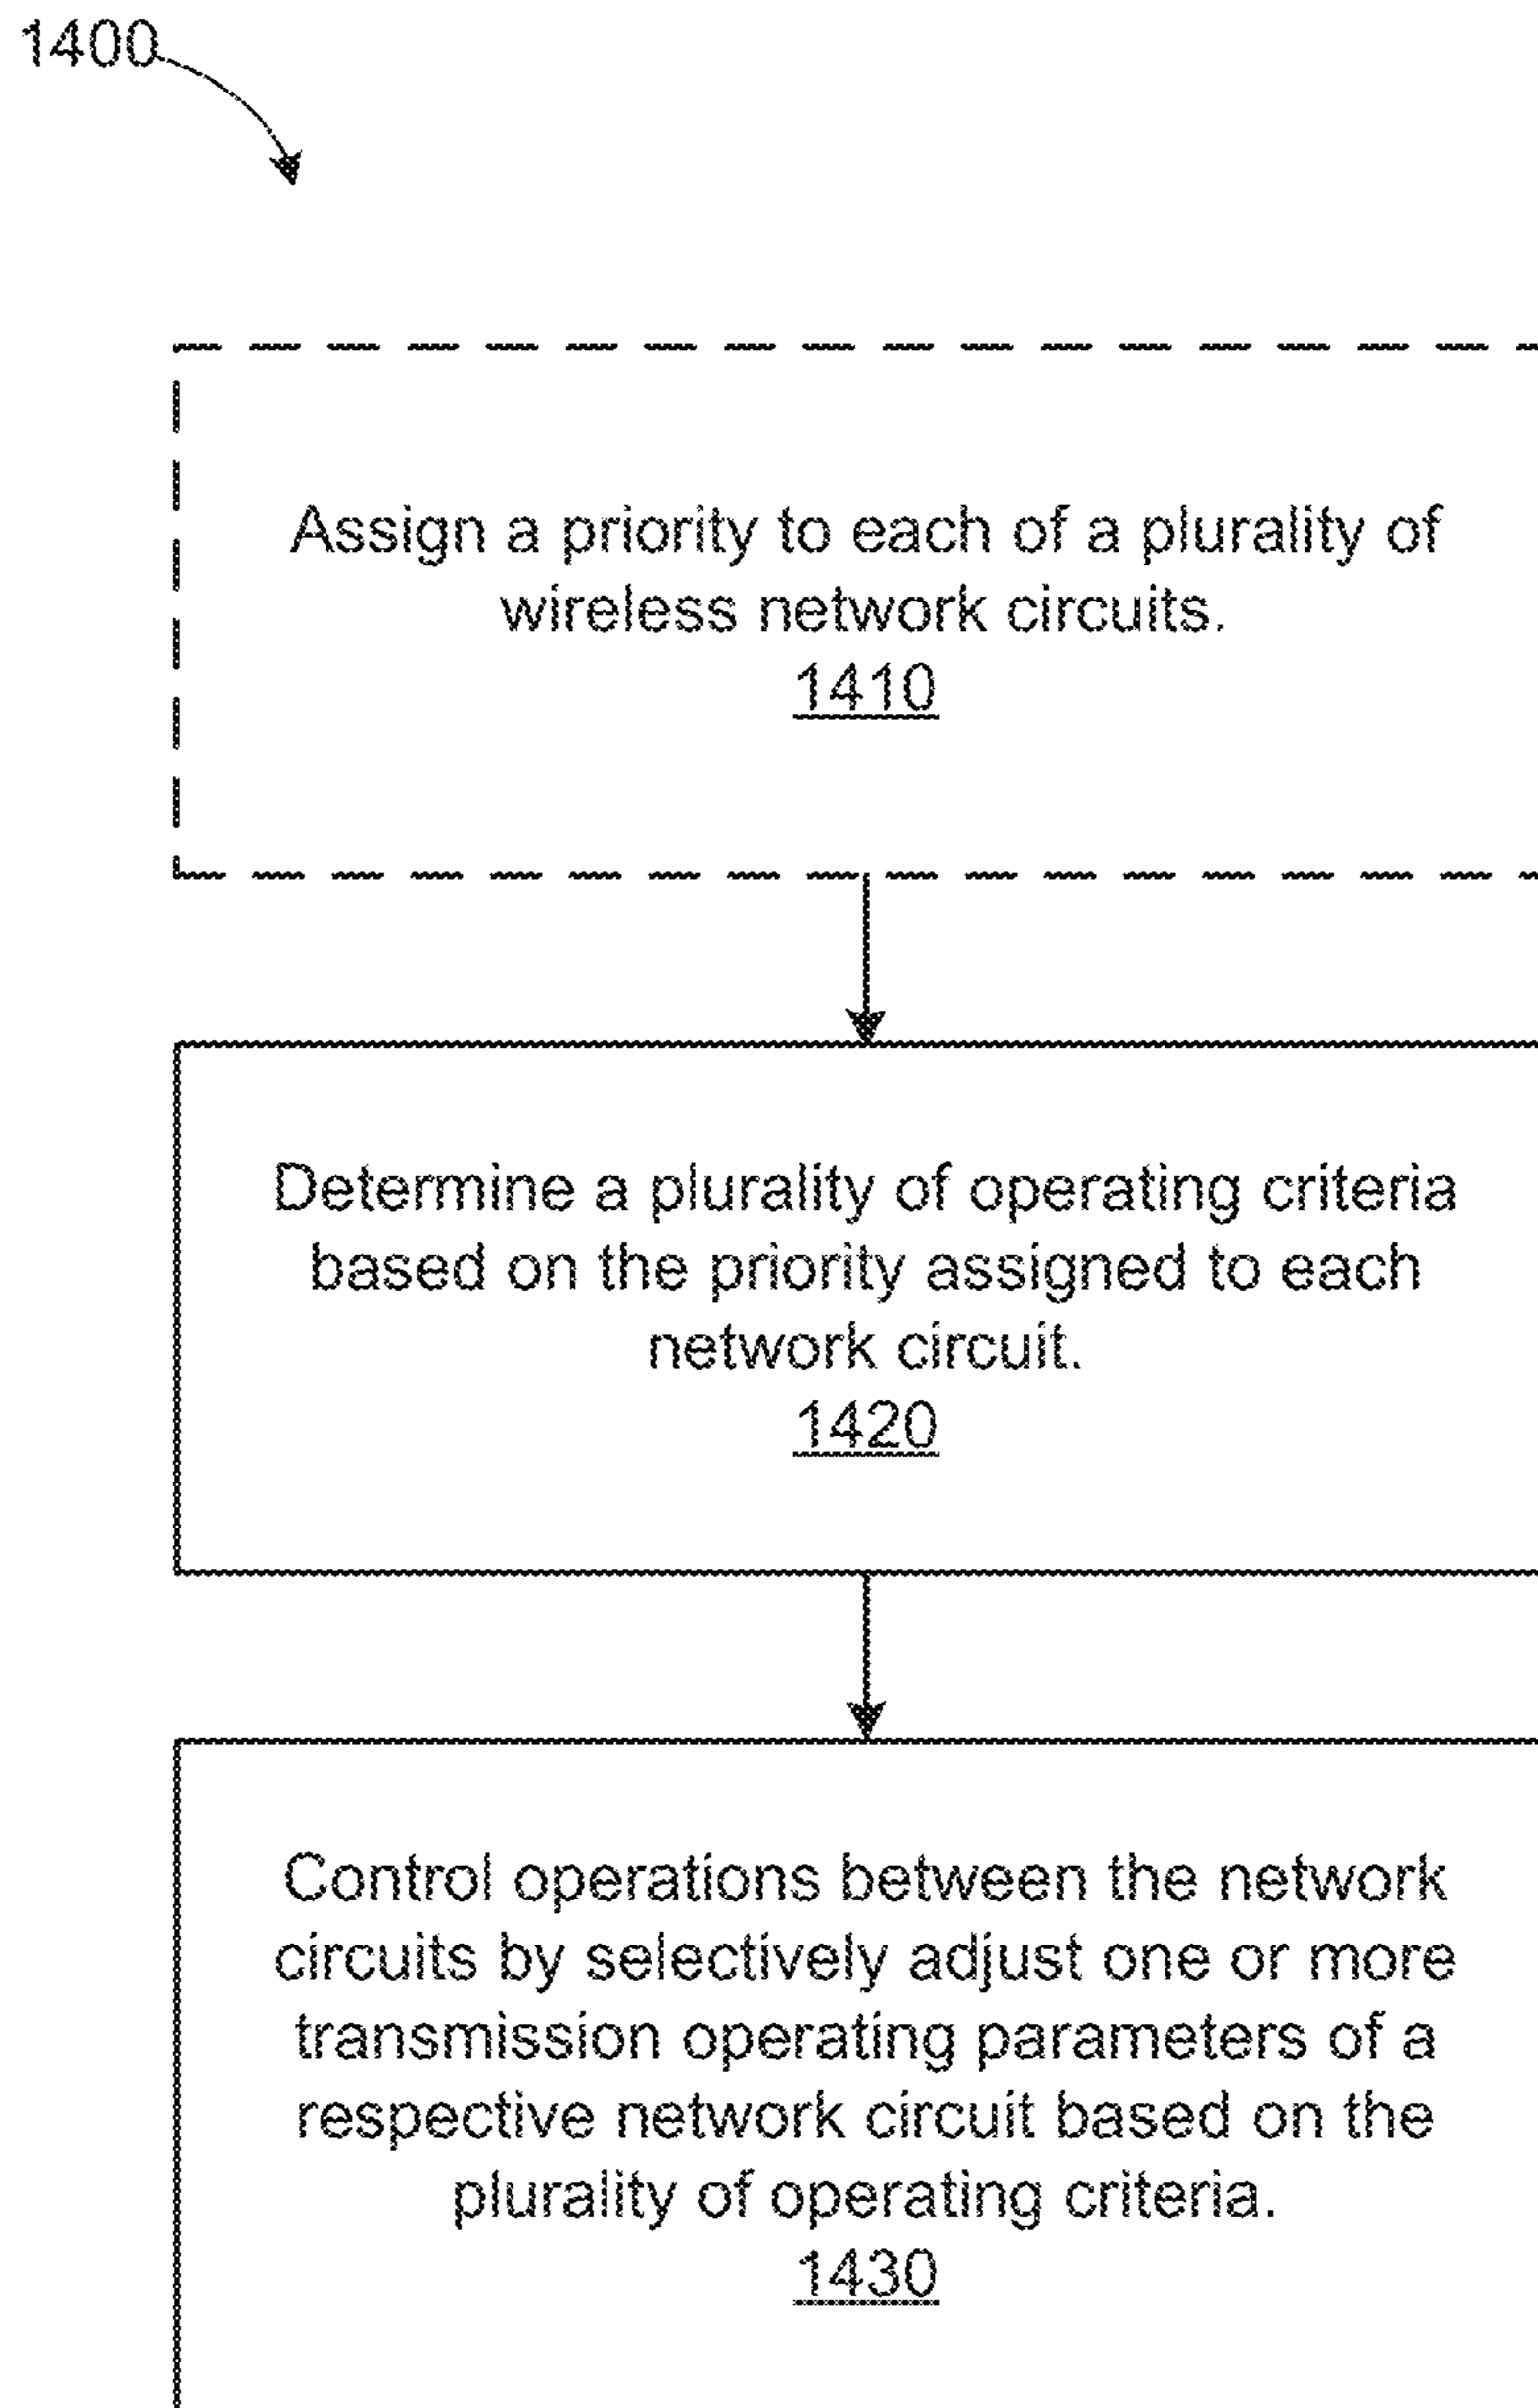 1400
Assign a priority to each of a plurality of
wireless network circuits.
1410
Determine a plurality of operating criteria
based on the priority assigned to each
network circuit.
1420
Control operations between the network
circuits by selectively adjust one or more
transmission operating parameters of a
respective network circuit based on the
plurality of operating criteria.
1430